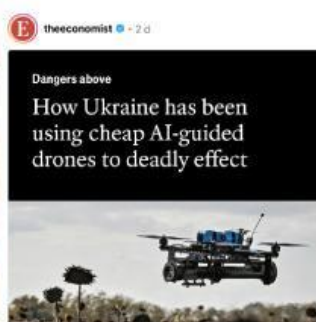 E
theeconomist • 2 d
Dangers above
How Ukraine has been
using cheap AI-guided
drones to deadly effect